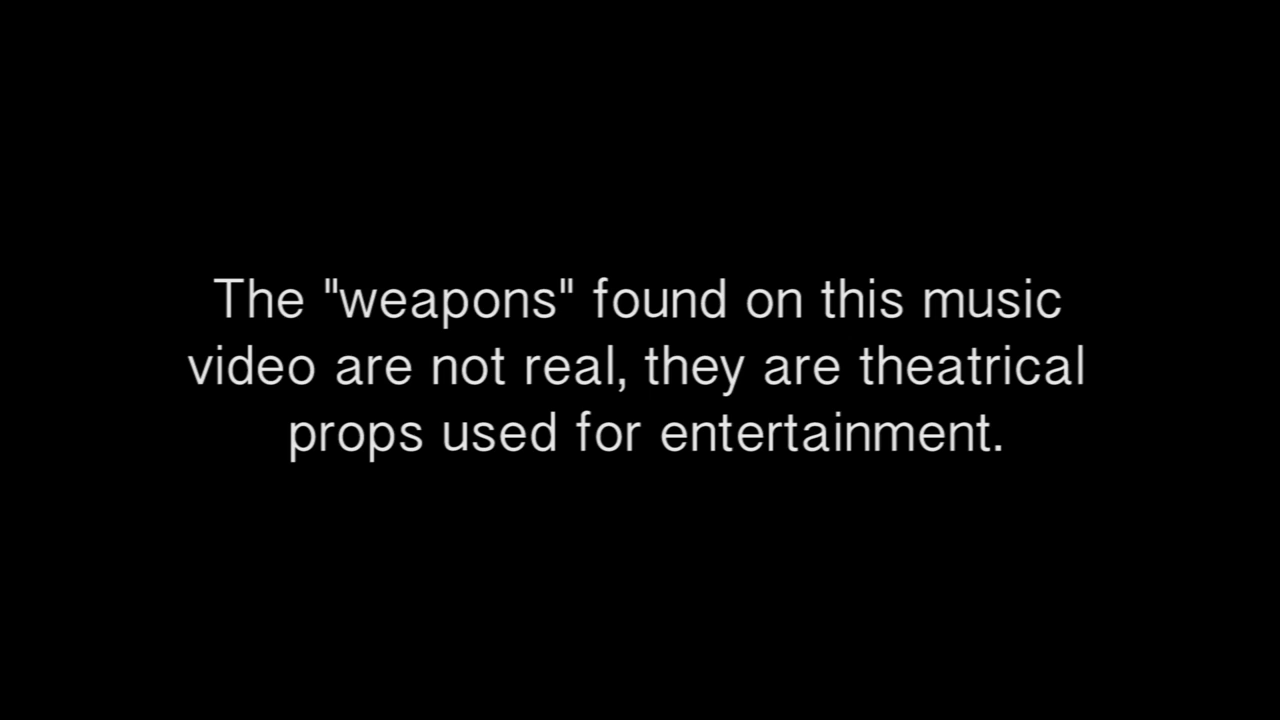 The "weapons" found on this music
video are not real, they are theatrical
props used for entertainment.